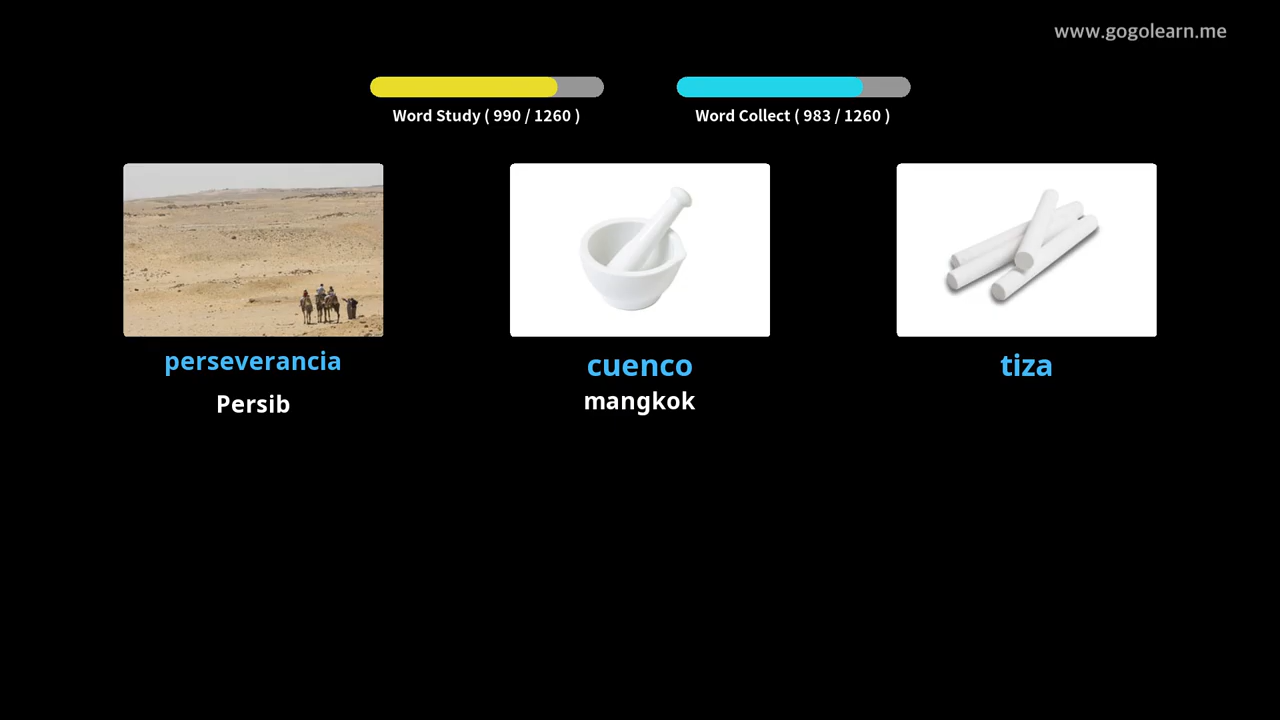 www.gogolearn.me
Word Study ( 990 / 1260 )
Word Collect ( 983 / 1260 )
perseverancia
cuenco
tiza
Persib
mangkok